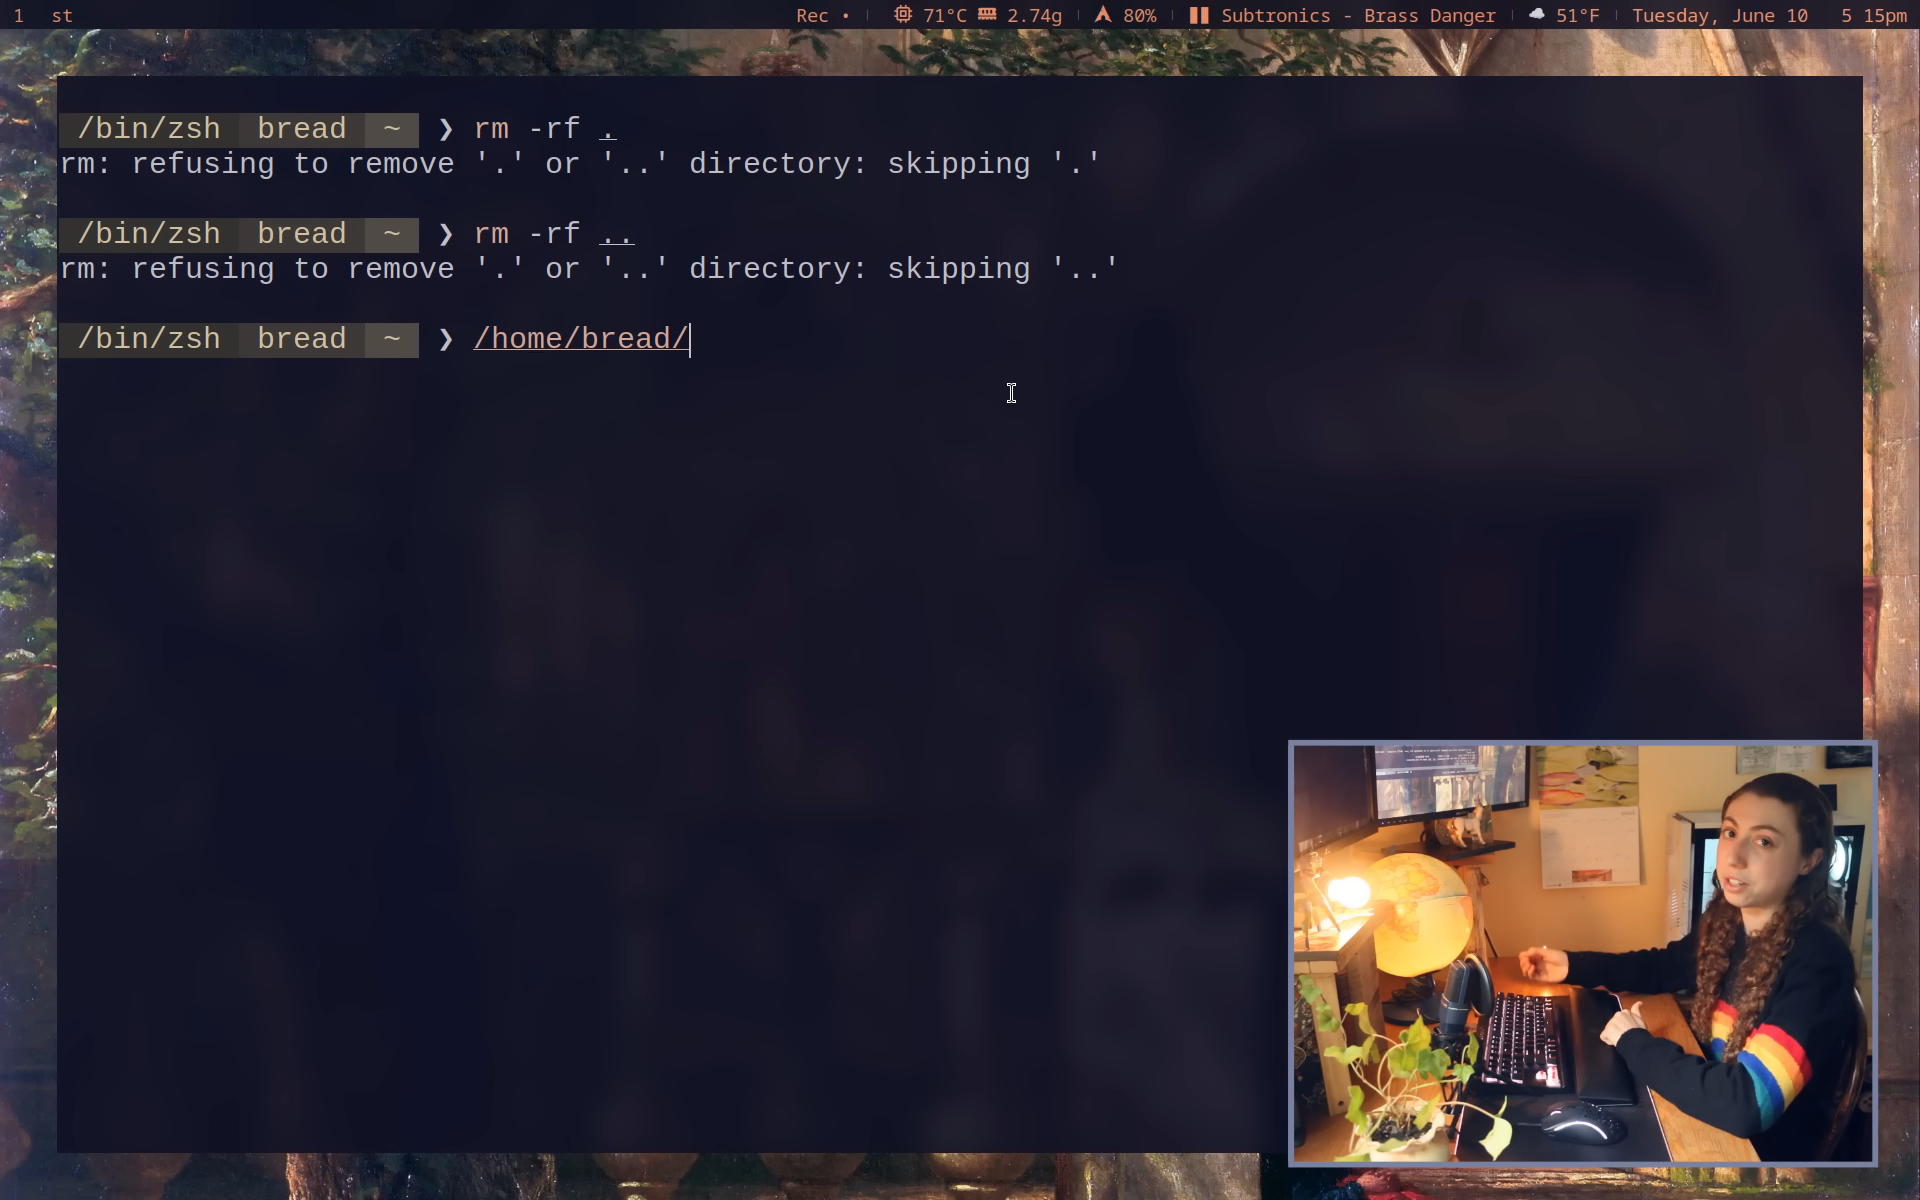 1 st Rec • 71°C 2.74g 80% Subtronics - Brass Danger 51°F Tuesday, June 10 5 15pm
/bin/zsh bread ~ ❯ rm -rf .
rm: refusing to remove '.' or '..' directory: skipping '.'
/bin/zsh bread ~ ❯ rm -rf ..
rm: refusing to remove '.' or '..' directory: skipping '..'
/bin/zsh bread ~ ❯ /home/bread/